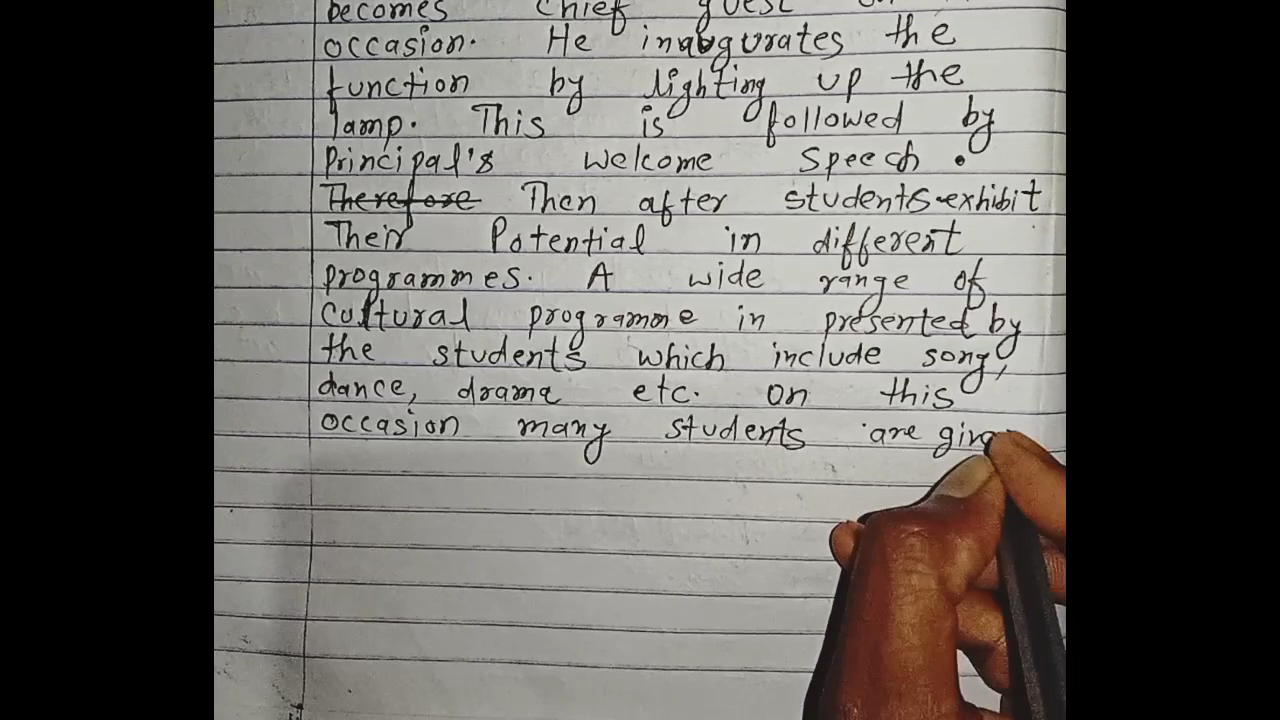 becomes chief guest on
occasion. He inaugurates the
function by lighting up the
lamp. This is followed by
Principal's welcome speech.
Therefore Then after students exhibit
Their Potential in different
programmes. A wide range of
cultural programme in presented by
the students which include song,
dance, drama etc. on this
occasion many students are give